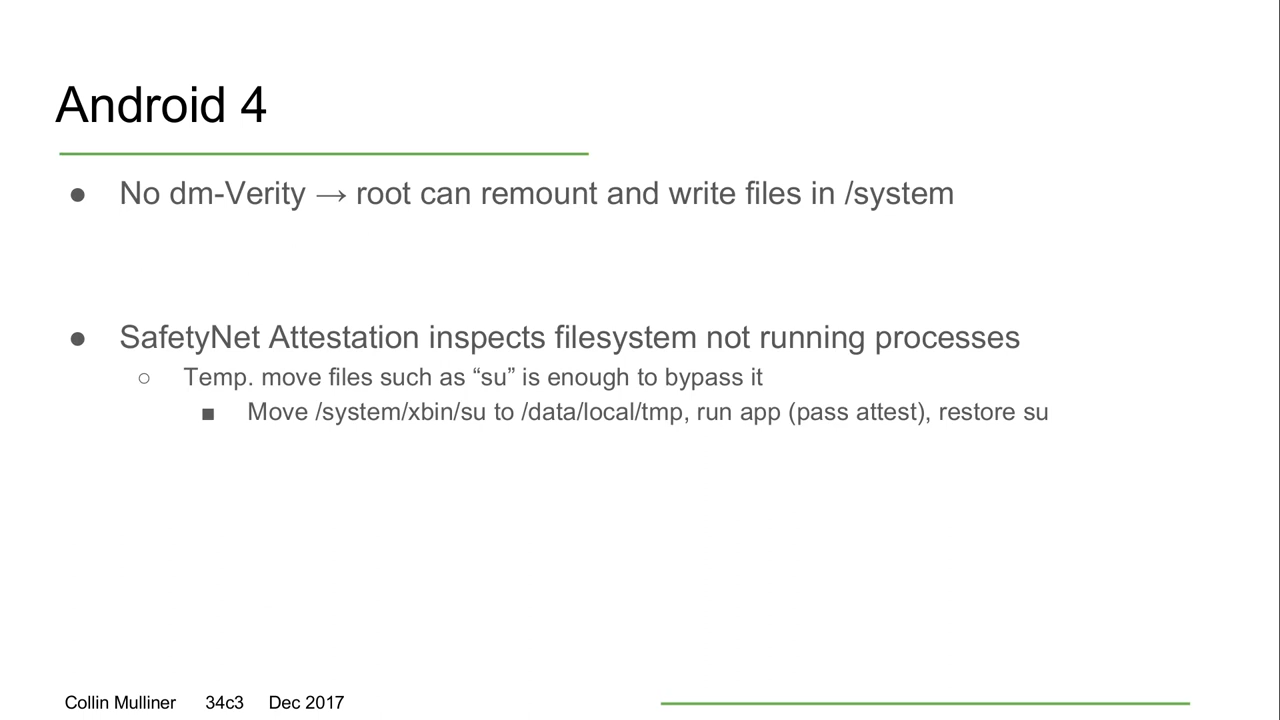 Android 4
● No dm-Verity → root can remount and write files in /system
● SafetyNet Attestation inspects filesystem not running processes
○ Temp. move files such as “su” is enough to bypass it
■ Move /system/xbin/su to /data/local/tmp, run app (pass attest), restore su
Collin Mulliner 34c3 Dec 2017